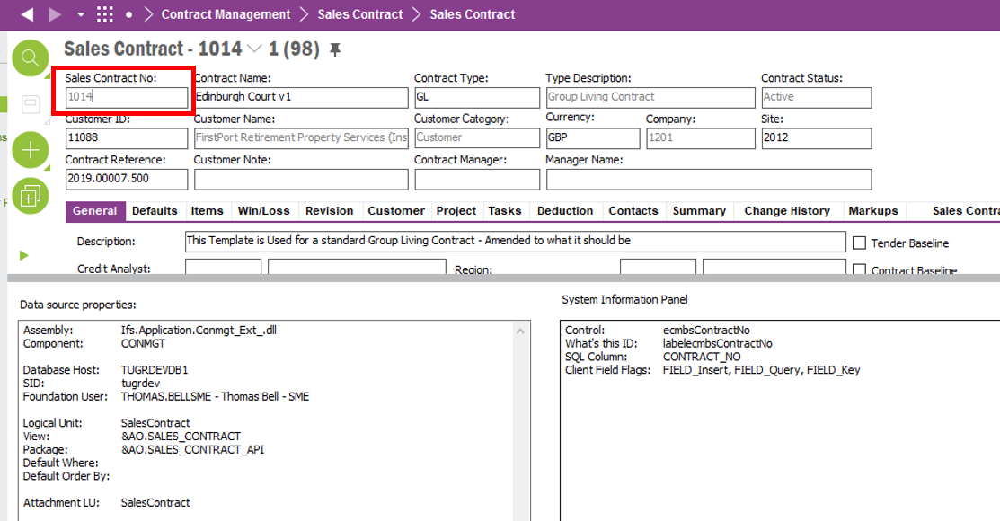 Contract Management Sales Contract Sales Contract
Sales Contract - 1014 1 (98)
Sales Contract No: Contract Name: Contract Type: Type Description: Contract Status:
1014 Edinburgh Court v1 GL Group Living Contract Active
Customer ID: Customer Name: Customer Category: Currency: Company: Site:
11088 FirstPort Retirement Property Services (Ins Customer GBP 1201 2012
Contract Reference: Customer Note: Contract Manager: Manager Name:
2019.00007.500
General Defaults Items Win/Loss Revision Customer Project Tasks Deduction Contacts Summary Change History Markups Sales Contra
Description: This Template is Used for a standard Group Living Contract - Amended to what it should be Tender Baseline
Credit Analyst: Region: Contract Baseline
Data source properties:
Assembly: Ifs.Application.Conmgt_Ext_.dll
Component: CONMGT
Database Host: TUGRDEVDB1
SID: tugrdev
Foundation User: THOMAS.BELLSME - Thomas Bell - SME
Logical Unit: SalesContract
View: &AO.SALES_CONTRACT
Package: &AO.SALES_CONTRACT_API
Default Where:
Default Order By:
Attachment LU: SalesContract
System Information Panel
Control: ecmbsContractNo
What's this ID: labelecmbsContractNo
SQL Column: CONTRACT_NO
Client Field Flags: FIELD_Insert, FIELD_Query, FIELD_Key